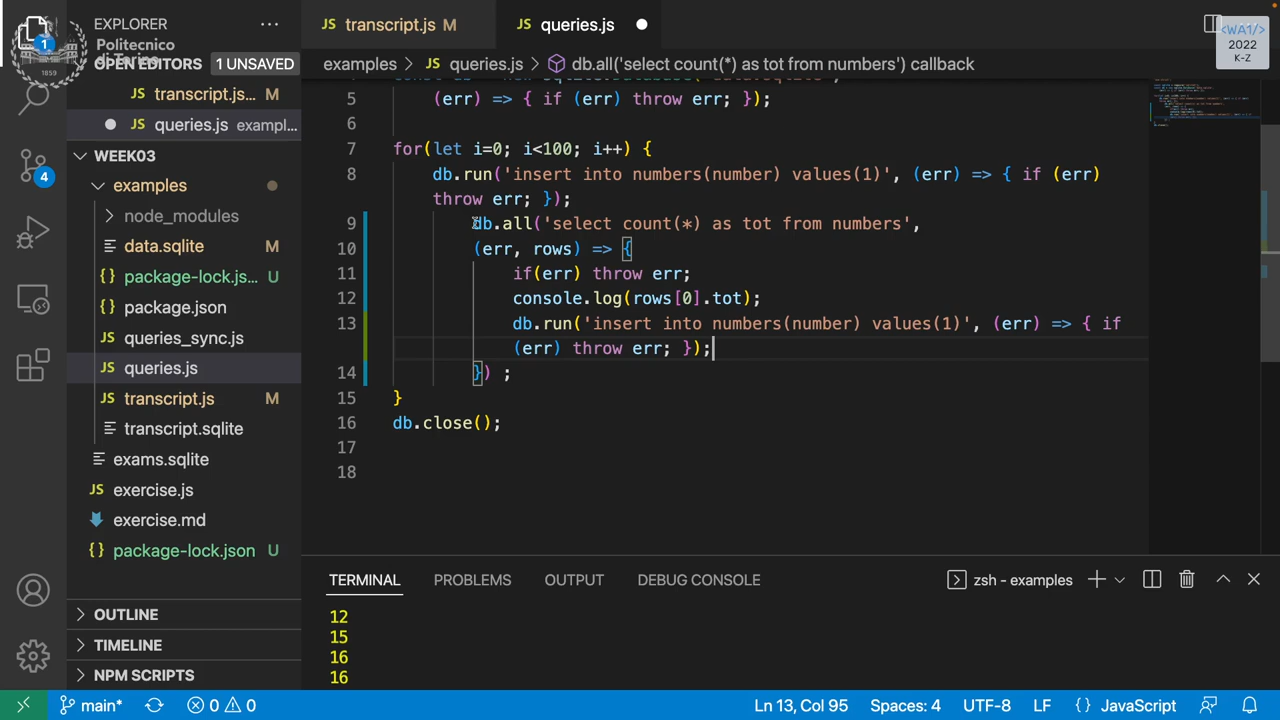 EXPLORER
Politecnico
di Torino
1859
OPEN EDITORS
1 UNSAVED
JS transcript.js... M
JS queries.js exampl...
WEEK03
examples
node_modules
data.sqlite M
{} package-lock.js... U
{} package.json
JS queries_sync.js
JS queries.js
JS transcript.js M
transcript.sqlite
exams.sqlite
JS exercise.js
exercise.md
{} package-lock.json U
OUTLINE
TIMELINE
NPM SCRIPTS
1
4
JS transcript.js M
JS queries.js
<WA1/>
2022
K-Z
examples > JS queries.js > db.all('select count(*) as tot from numbers') callback
5 (err) => { if (err) throw err; });
6
7 for(let i=0; i<100; i++) {
8 db.run('insert into numbers(number) values(1)', (err) => { if (err)
throw err; });
9 db.all('select count(*) as tot from numbers',
10 (err, rows) => {
11 if(err) throw err;
12 console.log(rows[0].tot);
13 db.run('insert into numbers(number) values(1)', (err) => { if
(err) throw err; });
14 }) ;
15 }
16 db.close();
17
18
TERMINAL PROBLEMS OUTPUT DEBUG CONSOLE
zsh - examples
12
15
16
16
main* 0 0
Ln 13, Col 95 Spaces: 4 UTF-8 LF {} JavaScript